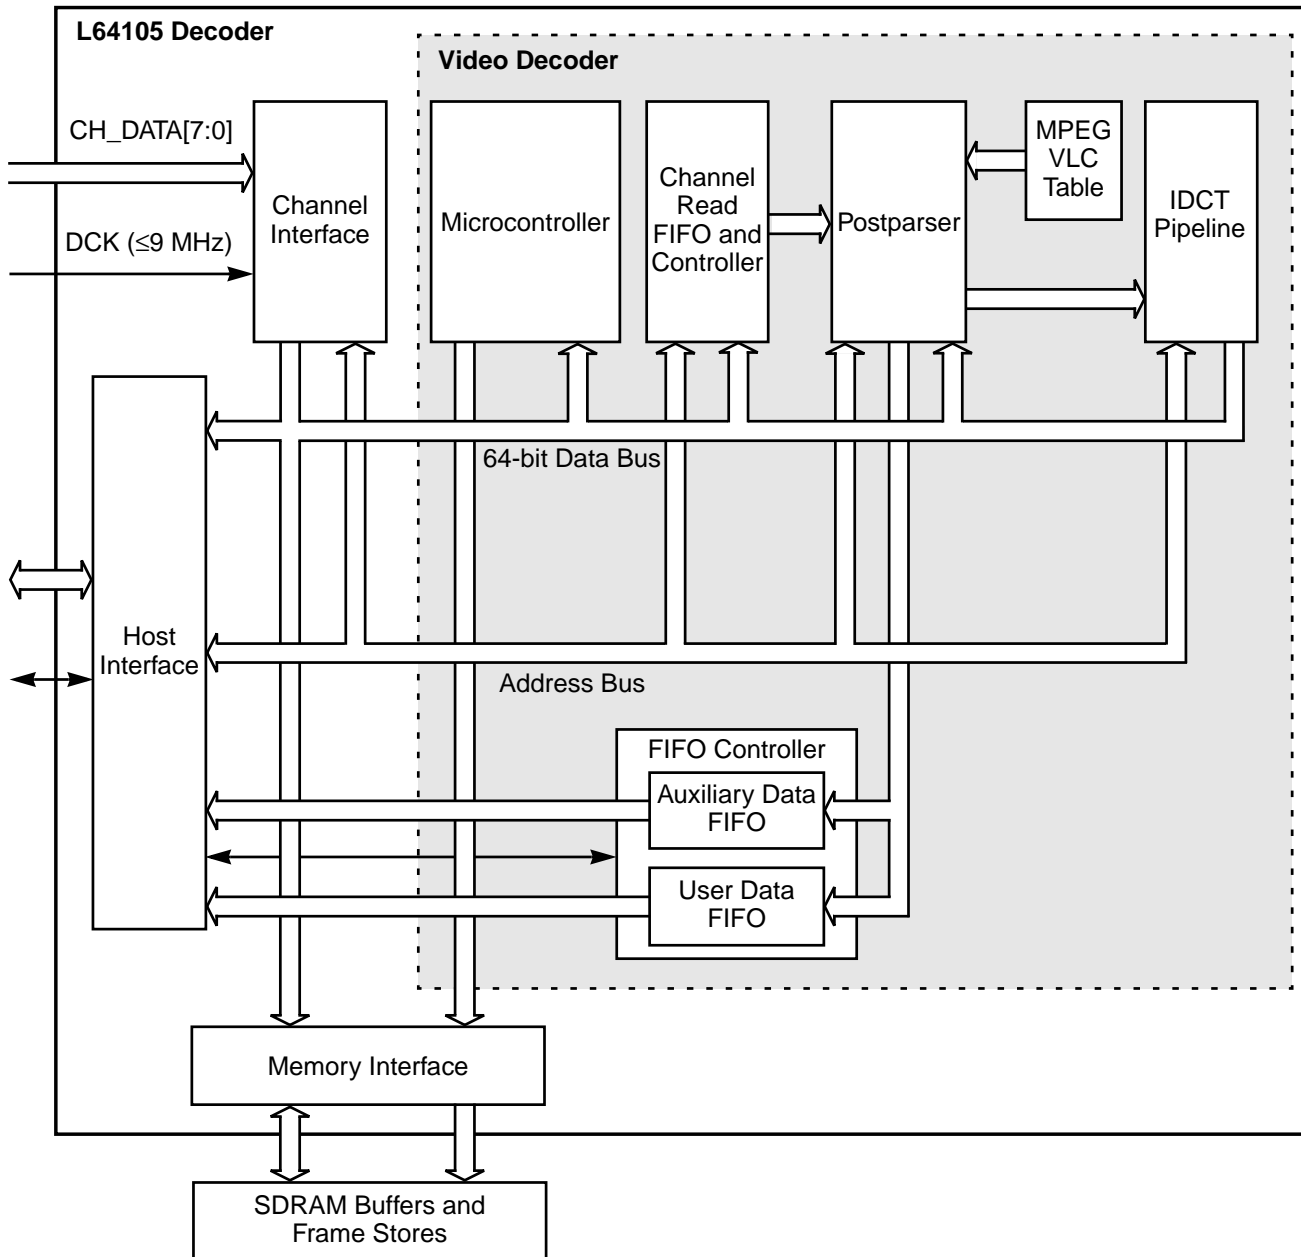 L64105 Decoder
Video Decoder
CH_DATA[7:0]
DCK (≤9 MHz)
Channel
Interface
Microcontroller
Channel
Read
FIFO and
Controller
Postparser
MPEG
VLC
Table
IDCT
Pipeline
64-bit Data Bus
Host
Interface
Address Bus
FIFO Controller
Auxiliary Data
FIFO
User Data
FIFO
Memory Interface
SDRAM Buffers and
Frame Stores